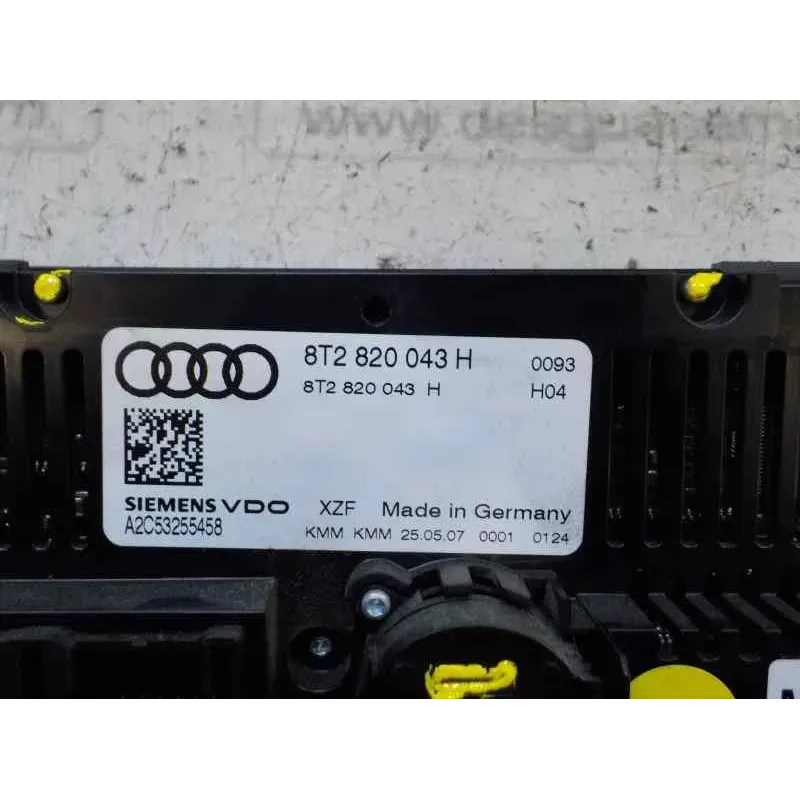 8T2 820 043 H 0093
8T2 820 043 H H04
SIEMENS VDO XZF Made in Germany
A2C53255458 KMM KMM 25.05.07 0001 0124